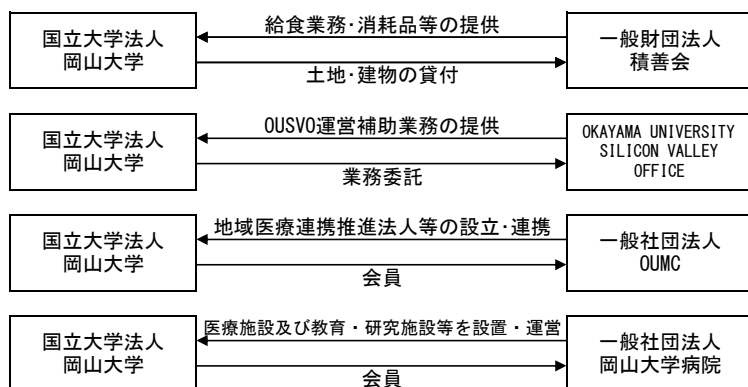 国立大学法人
岡山大学
給食業務･消耗品等の提供
土地･建物の貸付
一般財団法人
積善会
国立大学法人
岡山大学
OUSVO運営補助業務の提供
業務委託
OKAYAMA UNIVERSITY
SILICON VALLEY
OFFICE
国立大学法人
岡山大学
地域医療連携推進法人等の設立･連携
会員
一般社団法人
OUMC
国立大学法人
岡山大学
医療施設及び教育・研究施設等を設置・運営
会員
一般社団法人
岡山大学病院